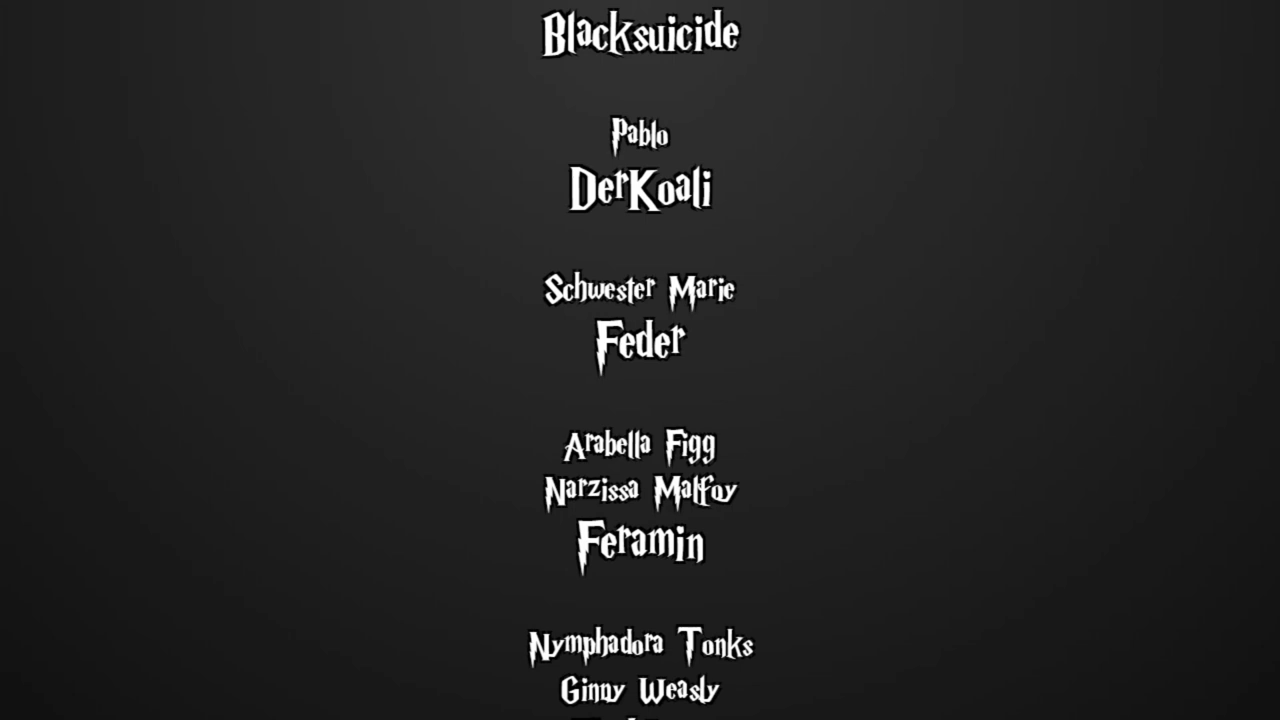 Blacksuicide
Pablo
DerKoali
Schwester Marie
Feder
Arabella Figg
Narzissa Malfoy
Feramin
Nymphadora Tonks
Ginny Weasly